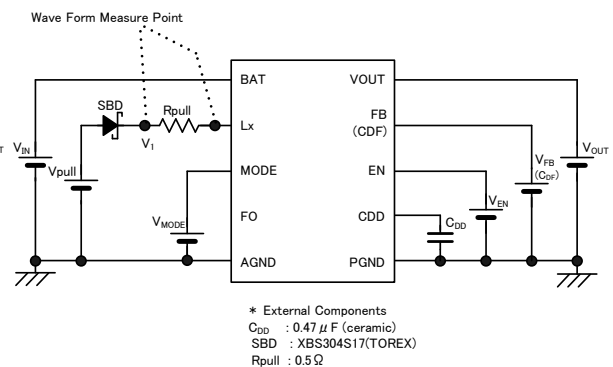 Wave Form Measure Point
BAT
VOUT
SBD
Rpull
FB
(CDF)
Lx
V1
T
VIN
VOUT
Vpull
MODE
EN
VFB
(CDF)
VEN
VMODE
FO
CDD
CDD
AGND
PGND
* External Components
CDD : 0.47 μF (ceramic)
SBD : XBS304S17(TOREX)
Rpull : 0.5Ω